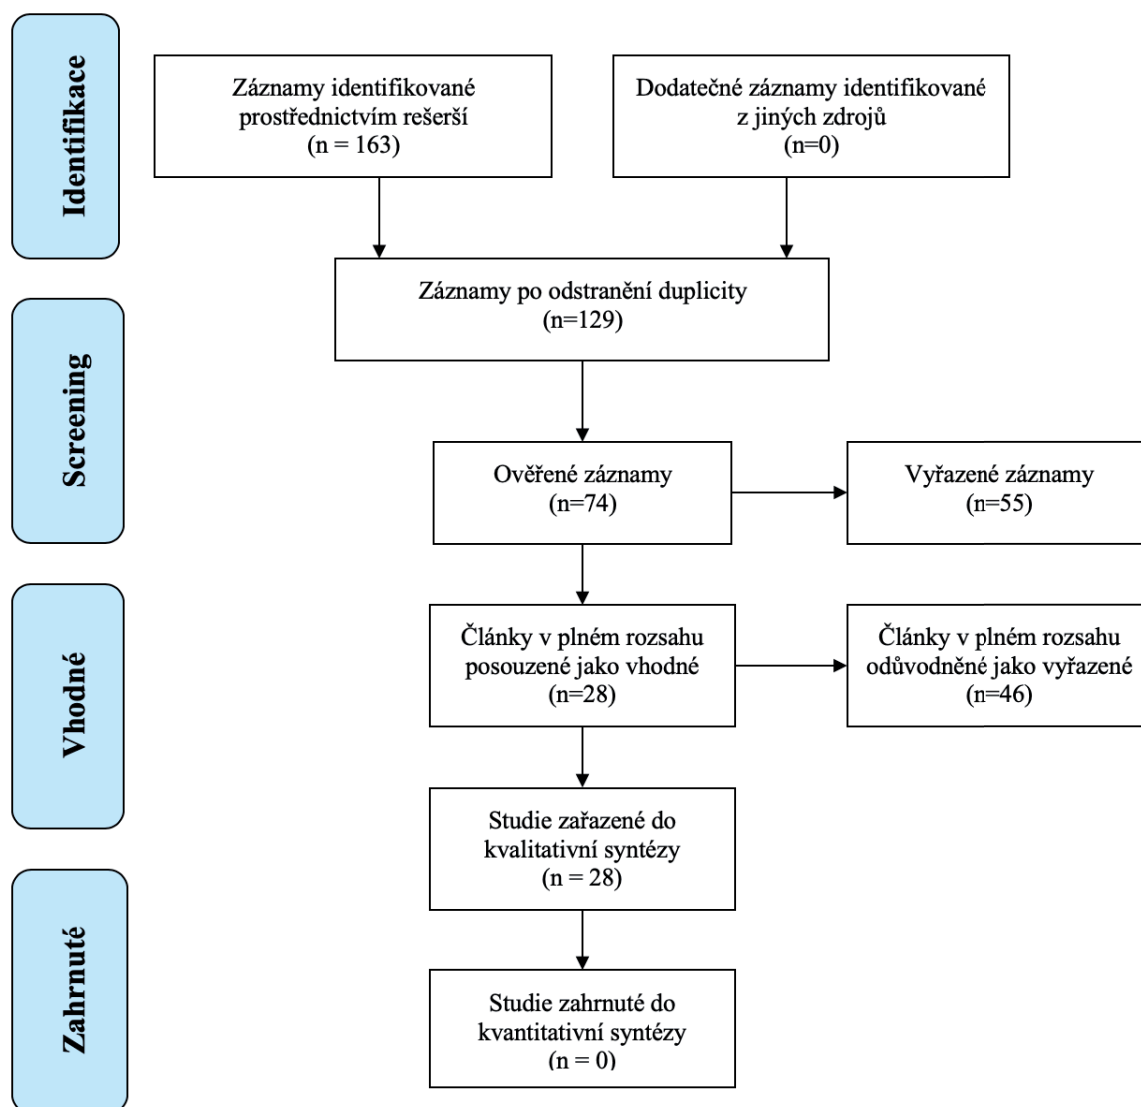 Identifikace
Záznamy identifikované
prostřednictvím rešerší
(n = 163)
Dodatečné záznamy identifikované
z jiných zdrojů
(n=0)
Záznamy po odstranění duplicity
(n=129)
Screening
Ověřené záznamy
(n=74)
Vyřazené záznamy
(n=55)
Vhodné
Články v plném rozsahu
posouzené jako vhodné
(n=28)
Články v plném rozsahu
odůvodněné jako vyřazené
(n=46)
Studie zařazené do
kvalitativní syntézy
(n = 28)
Zahrnuté
Studie zahrnuté do
kvantitativní syntézy
(n = 0)